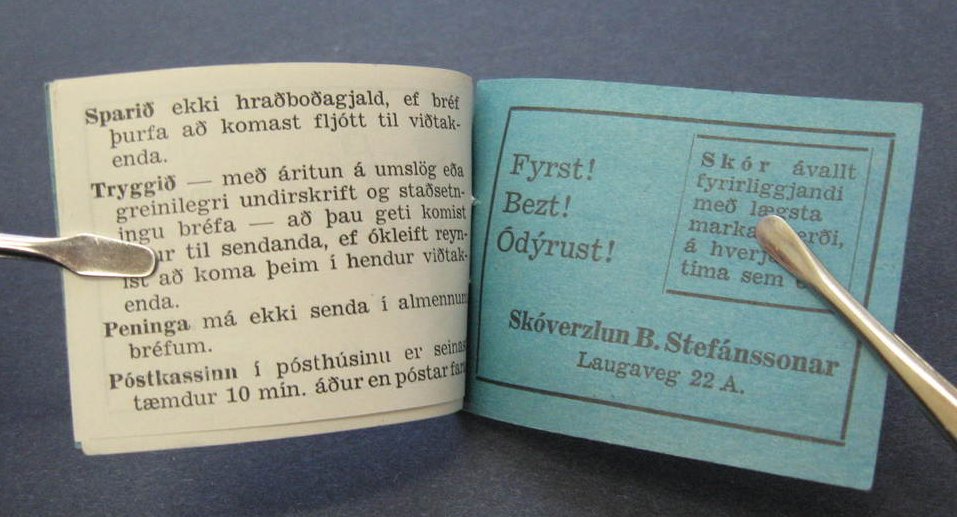 Sparið ekki hraðboðagjald, ef bréf
þurfa að komast fljótt til viðtak-
enda.
Tryggið — með áritun á umslög eða
greinilegri undirskrift og staðsetn-
ingu bréfa — að þau geti komist
til sendanda, ef ókleift reyn-
ist að koma þeim í hendur viðtak-
enda.
Peninga má ekki senda í almennum
bréfum.
Póstkassinn í pósthúsinu er seinast
tæmdur 10 mín. áður en póstar fara
Fyrst!
Bezt!
Ódýrust!
Skór ávallt
fyrirliggjandi
með lægsta
á
tíma sem
Skóverzlun B. Stefánssonar
Laugaveg 22 A.